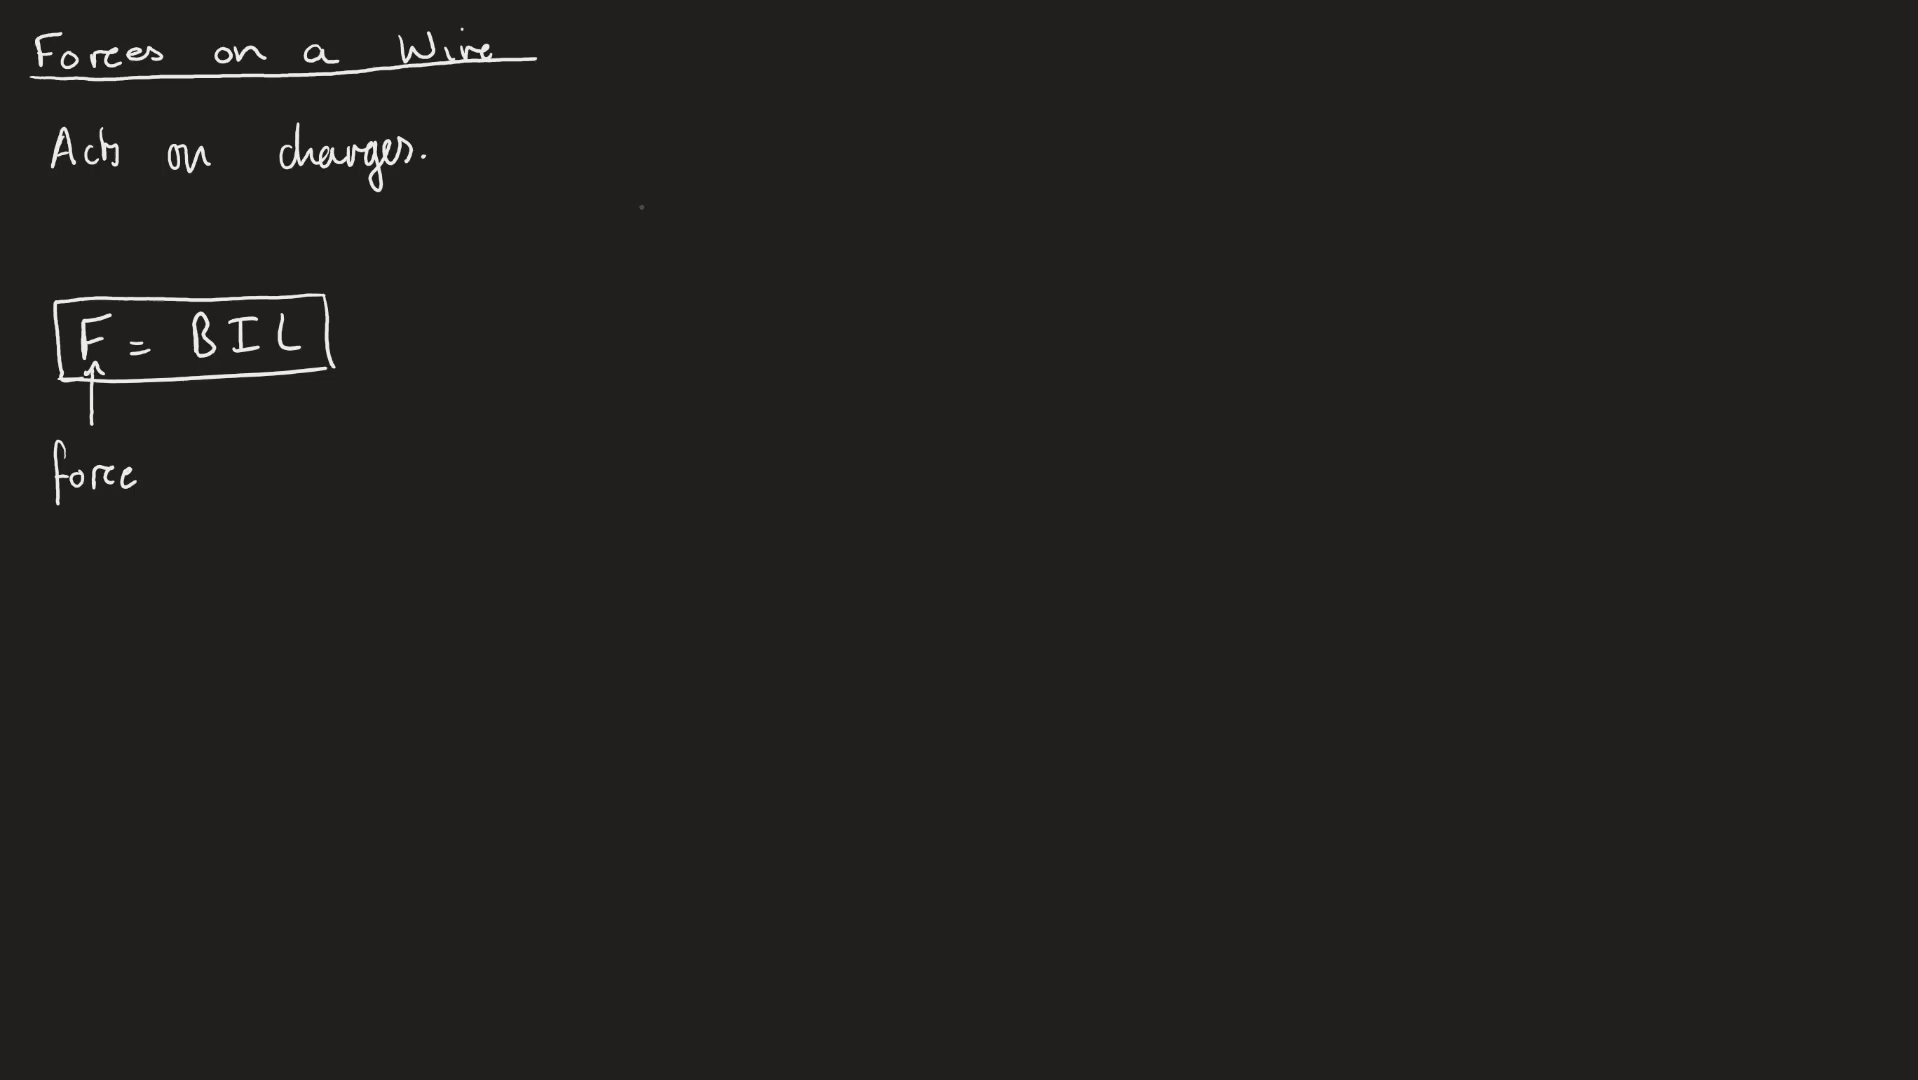 Forces on a Wire
Acts on charges.
F = BIL
force